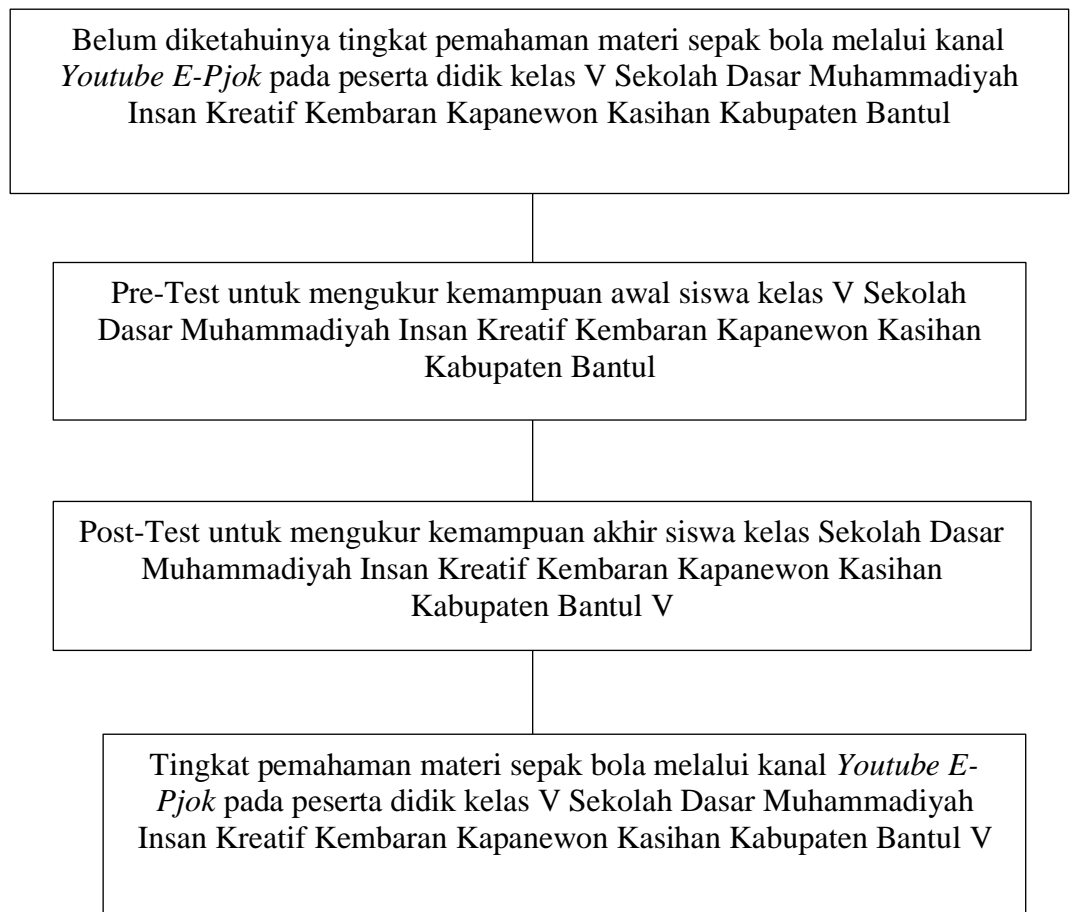 Belum diketahuinya tingkat pemahaman materi sepak bola melalui kanal
Youtube E-Pjok pada peserta didik kelas V Sekolah Dasar Muhammadiyah
Insan Kreatif Kembaran Kapanewon Kasihan Kabupaten Bantul
Pre-Test untuk mengukur kemampuan awal siswa kelas V Sekolah
Dasar Muhammadiyah Insan Kreatif Kembaran Kapanewon Kasihan
Kabupaten Bantul
Post-Test untuk mengukur kemampuan akhir siswa kelas Sekolah Dasar
Muhammadiyah Insan Kreatif Kembaran Kapanewon Kasihan
Kabupaten Bantul V
Tingkat pemahaman materi sepak bola melalui kanal Youtube E-
Pjok pada peserta didik kelas V Sekolah Dasar Muhammadiyah
Insan Kreatif Kembaran Kapanewon Kasihan Kabupaten Bantul V